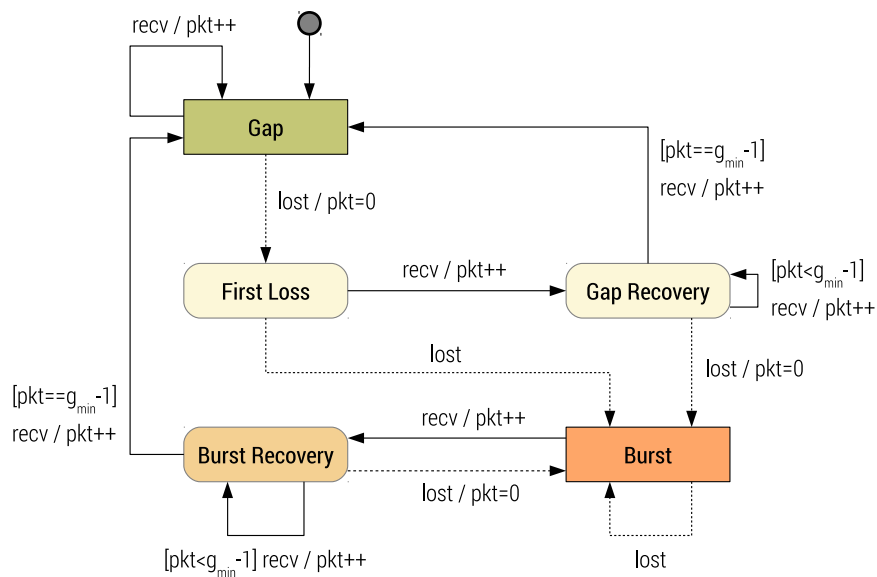 recv / pkt++
Gap
[pkt==gmin-1]
recv / pkt++
lost / pkt=0
First Loss
recv / pkt++
Gap Recovery
[pkt<gmin-1]
recv / pkt++
lost
lost / pkt=0
[pkt==gmin-1]
recv / pkt++
recv / pkt++
Burst Recovery
Burst
lost / pkt=0
[pkt<gmin-1] recv / pkt++
lost